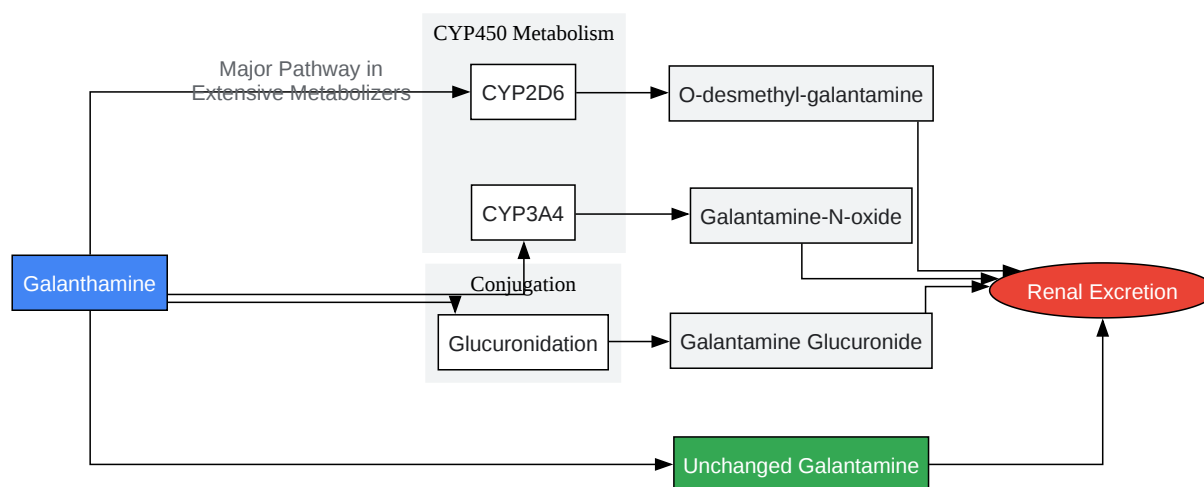 CYP450 Metabolism
Major Pathway in
Extensive Metabolizers
CYP2D6
O-desmethyl-galantamine
CYP3A4
Galantamine-N-oxide
Galanthamine
Conjugation
Renal Excretion
Glucuronidation
Galantamine Glucuronide
Unchanged Galantamine